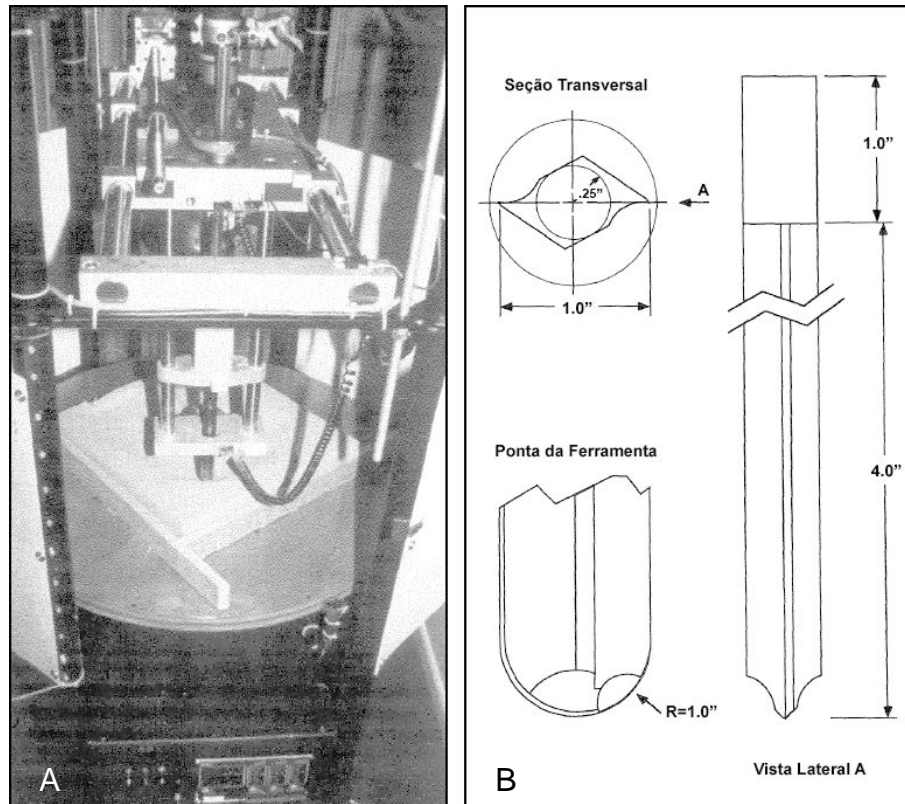 Seção Transversal
.25”
A
1.0”
1.0”
4.0”
Ponta da Ferramenta
R=1.0”
Vista Lateral A
A
B